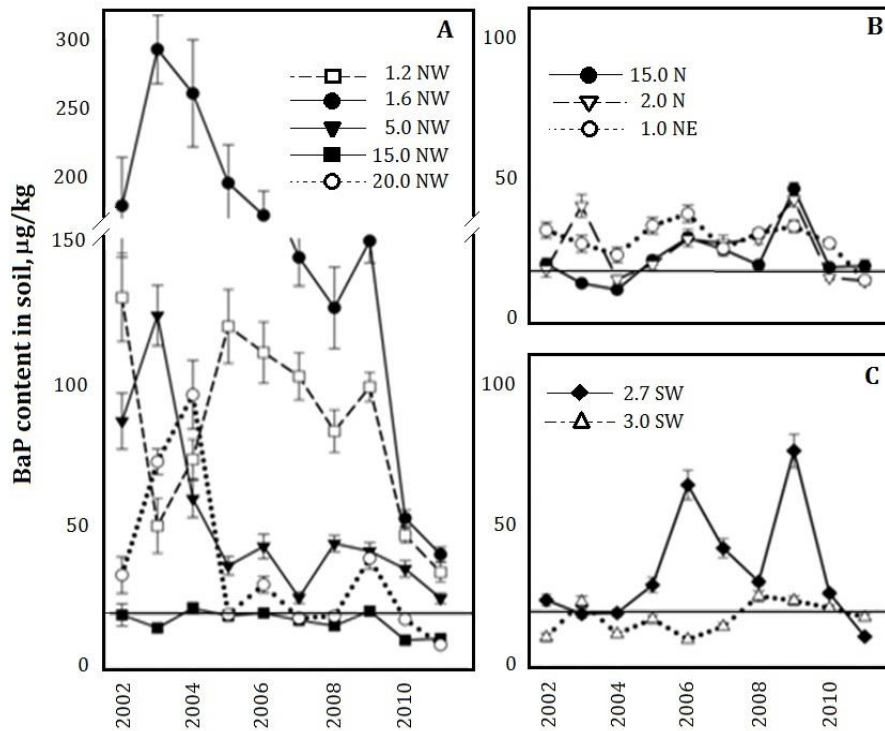 BaP content in soil, µg/kg
A
300
250
200
150
100
50
0
1.2 NW
1.6 NW
5.0 NW
15.0 NW
20.0 NW
2002
2004
2006
2008
2010
B
100
50
0
15.0 N
2.0 N
1.0 NE
C
100
50
0
2.7 SW
3.0 SW
2002
2004
2006
2008
2010